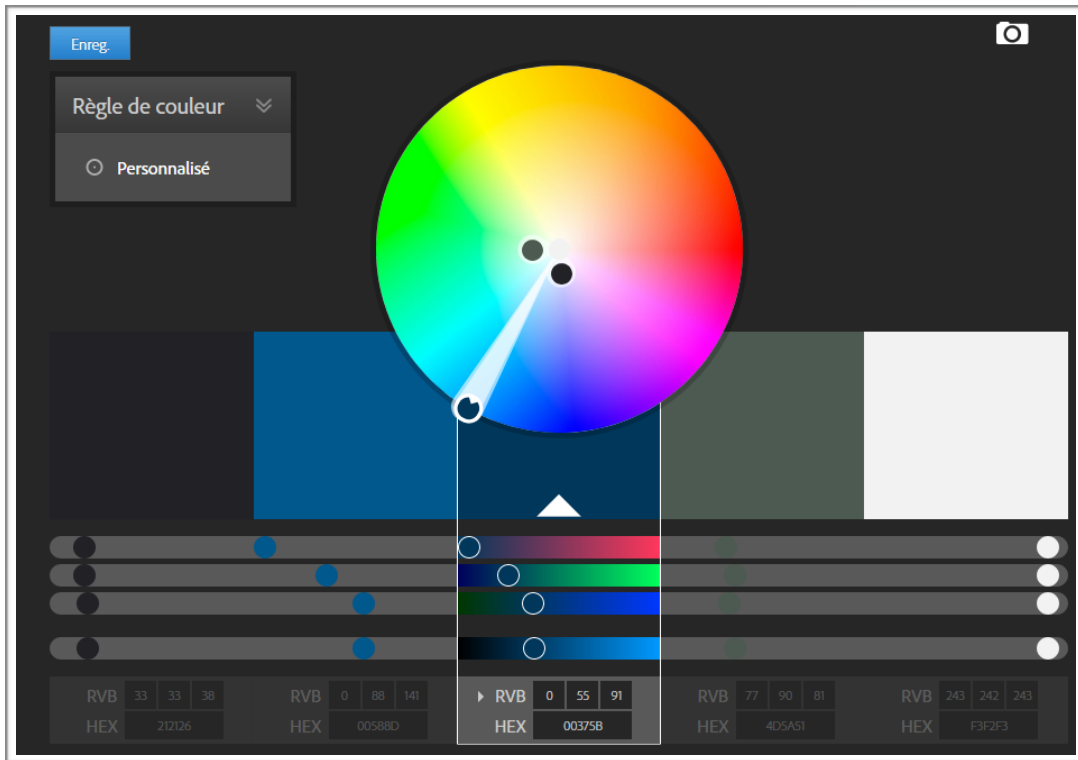 Enreg.
Règle de couleur
Personnalisé
RVB 33 33 38
HEX 212126
RVB 0 88 141
HEX 00588D
RVB 0 55 91
HEX 00375B
RVB 77 90 81
HEX 4D5A51
RVB 243 242 243
HEX F3F2F3